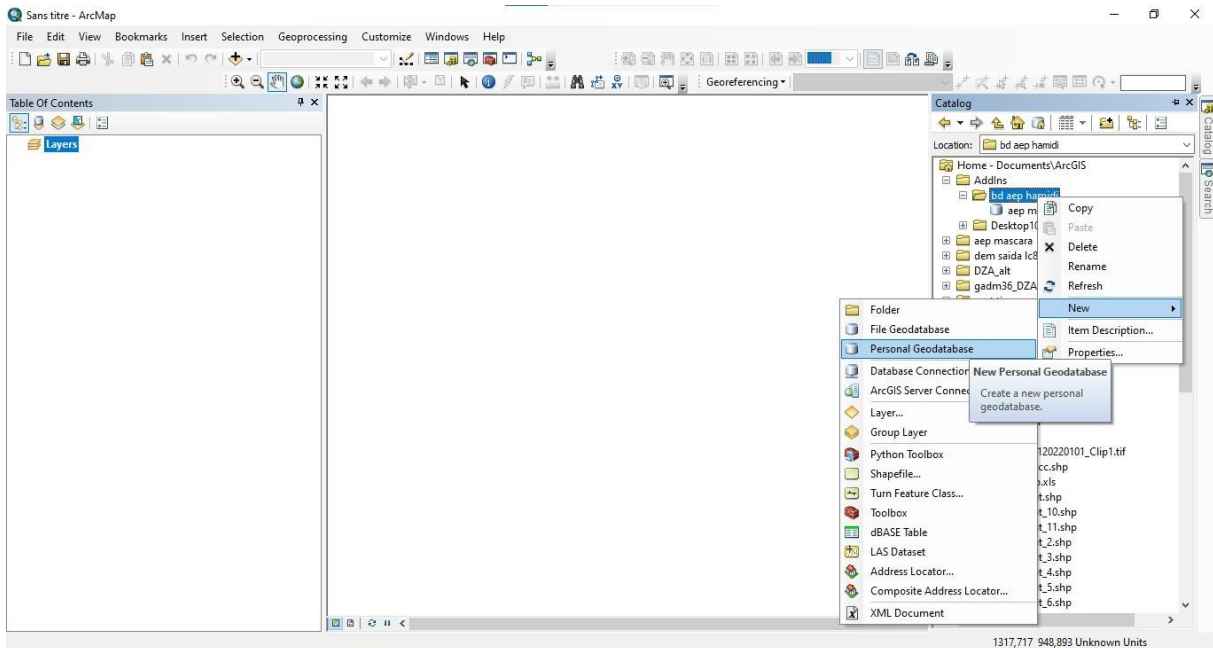 Sans titre - ArcMap
File Edit View Bookmarks Insert Selection Geoprocessing Customize Windows Help
Georeferencing
Table Of Contents
Layers
Catalog
Location: bd aep hamidi
Home - Documents\ArcGIS
AddIns
bd aep hamidi
aep m
Desktop10
aep mascara
dem saida lc8
DZA_alt
gadm36_DZA
Copy
Paste
Delete
Rename
Refresh
New
Item Description...
Properties...
Folder
File Geodatabase
Personal Geodatabase
Database Connection
ArcGIS Server Connec
Layer...
Group Layer
Python Toolbox
Shapefile...
Turn Feature Class...
Toolbox
dBASE Table
LAS Dataset
Address Locator...
Composite Address Locator...
XML Document
New Personal Geodatabase
Create a new personal
geodatabase.
120220101_Clip1.tif
cc.shp
.xls
t.shp
t_10.shp
t_11.shp
t_2.shp
t_3.shp
t_4.shp
t_5.shp
t_6.shp
Catalog
Search
1317,717 948,893 Unknown Units